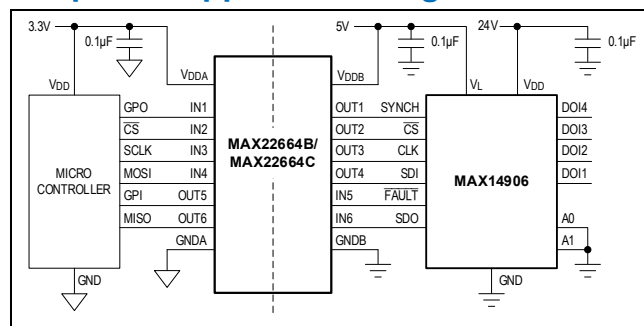 3.3V
0.1µF
5V
0.1µF
24V
0.1µF
VDD
VDDA
VDDB
VL
VDD
GPO
IN1
OUT1
SYNCH
DOI4
CS
IN2
OUT2
CS
DOI3
SCLK
IN3
OUT3
CLK
DOI2
MOSI
IN4
OUT4
SDI
DOI1
GPI
OUT5
IN5
FAULT
MISO
OUT6
IN6
SDO
A0
GNDA
GNDB
A1
MICRO
CONTROLLER
MAX22664B/
MAX22664C
MAX14906
GND
GND